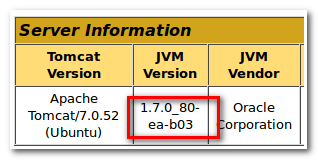 Server Information
Tomcat
Version
JVM
Version
JVM
Vendor
Apache
Tomcat/7.0.52
(Ubuntu)
1.7.0_80-
ea-b03
Oracle
Corporation